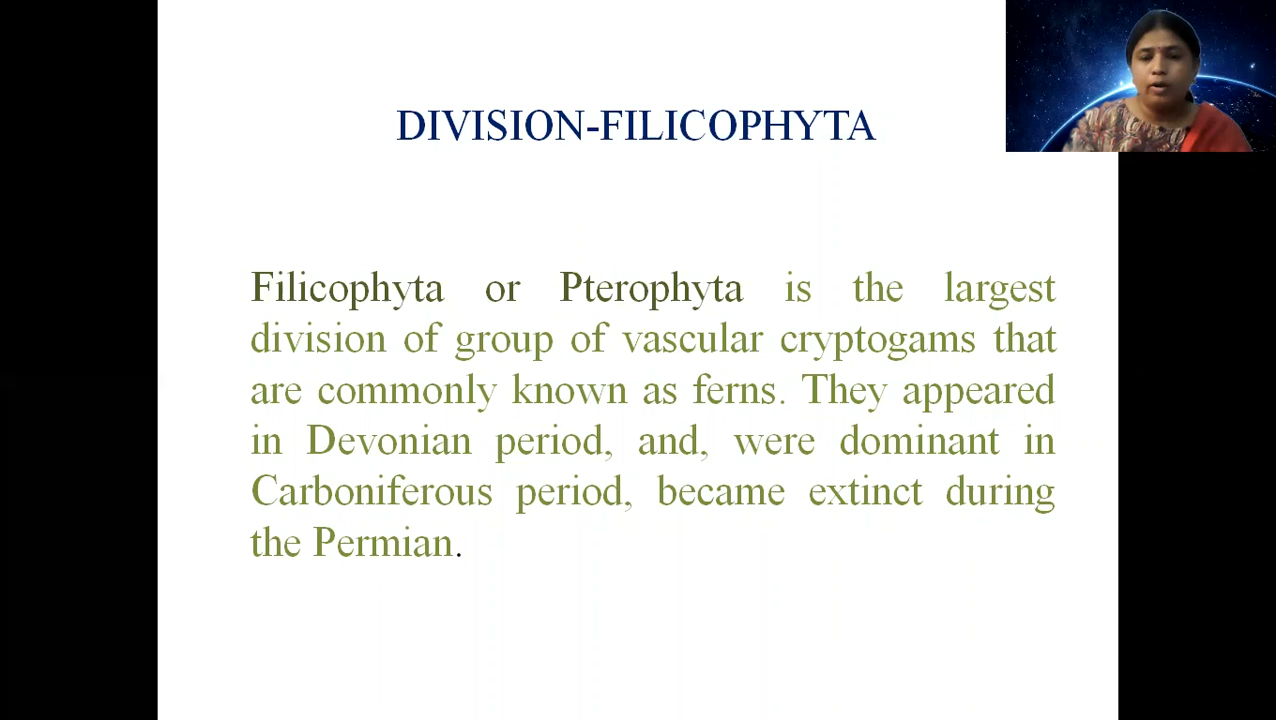 DIVISION-FILICOPHYTA
Filicophyta or Pterophyta is the largest
division of group of vascular cryptogams that
are commonly known as ferns. They appeared
in Devonian period, and, were dominant in
Carboniferous period, became extinct during
the Permian.